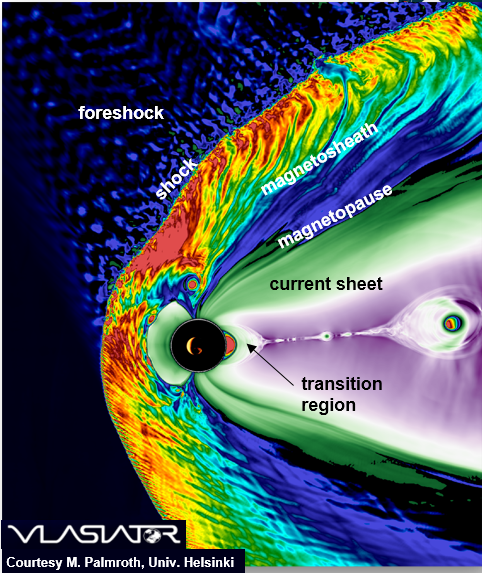 foreshock
shock
magnetosheath
magnetopause
current sheet
transition
region
VLASIATOR
Courtesy M. Palmroth, Univ. Helsinki